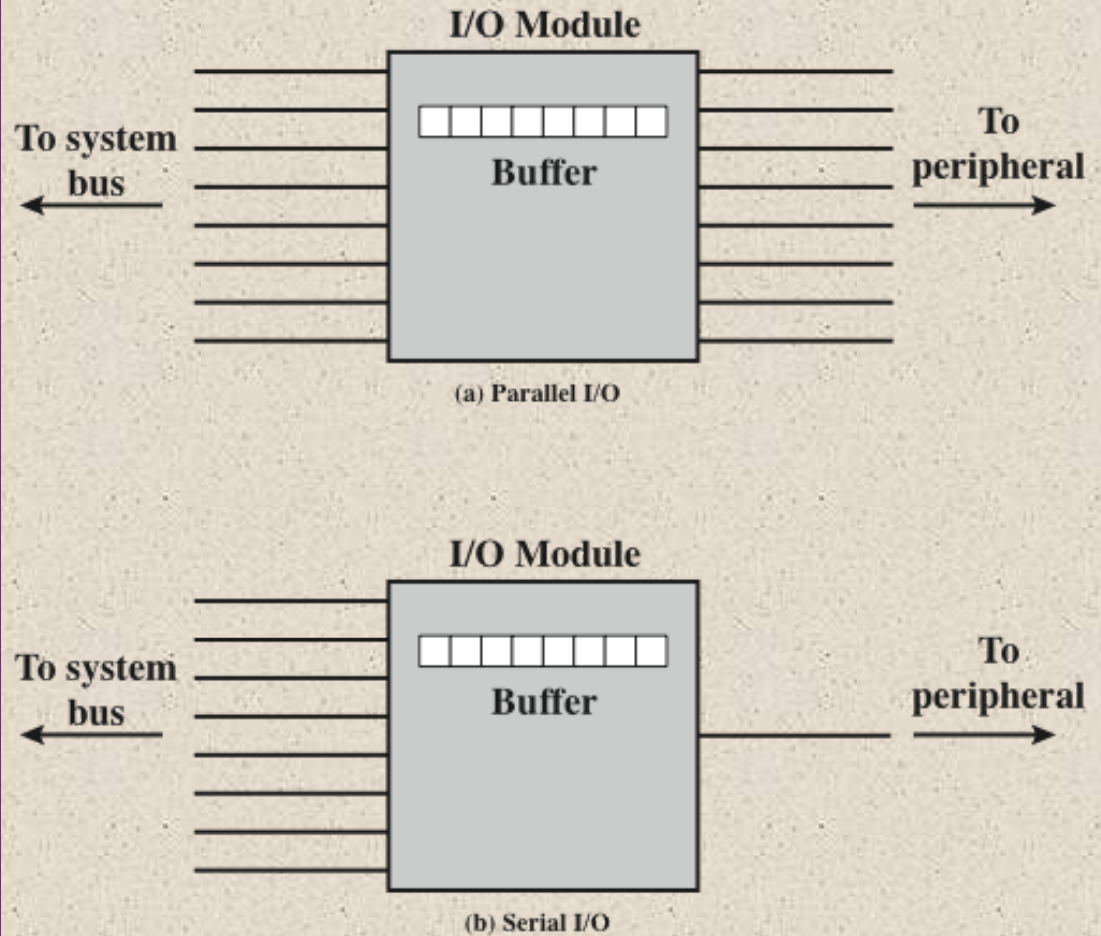 I/O Module
To system
bus
Buffer
To
peripheral
(a) Parallel I/O
I/O Module
To system
bus
Buffer
To
peripheral
(b) Serial I/O